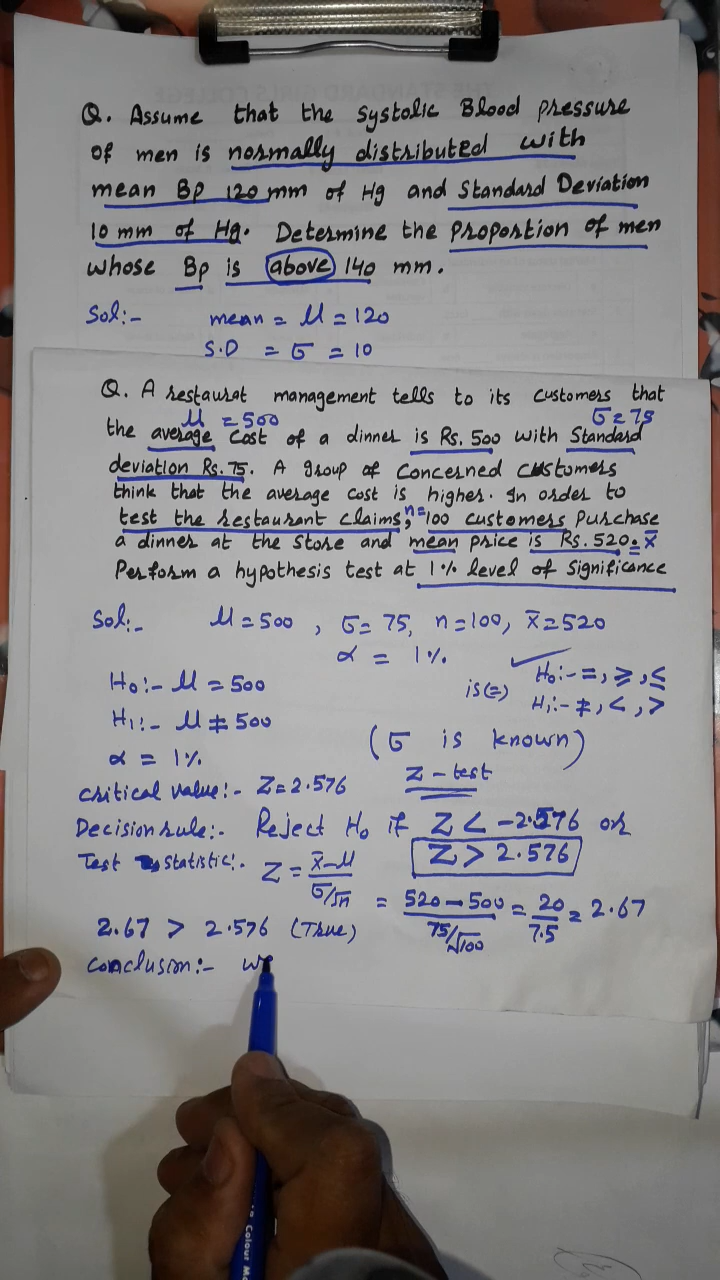 Q. Assume that the systolic Blood pressure
of men is normally distributed with
mean Bp 120 mm of Hg and Standard Deviation
10 mm of Hg. Determine the proportion of men
whose Bp is above 140 mm.
Sol:- mean = μ = 120
S.D = σ = 10
Q. A restaurat management tells to its customers that
μ = 500 σ = 75
the average cost of a dinner is Rs. 500 with Standard
deviation Rs. 75. A group of concerned customers
think that the average cost is higher. In order to
test the restaurant claims, n= 100 customers purchase
a dinner at the store and mean price is Rs. 520. = x̄
Perform a hypothesis test at 1% level of Significance
Sol:- μ = 500 , σ = 75, n = 100, x̄ = 520
α = 1%
H₀:- μ = 500 is (=) H₀:- =, ≥, ≤
H₁:- μ ≠ 500 H₁:- ≠, <, >
α = 1% (σ is known)
critical value:- Z = 2.576 Z - test
Decision rule:- Reject H₀ if Z < -2.576 or
Z > 2.576
Test statistic:- Z = x̄-μ / σ/√n = 520-500 / 75/√100 = 20 / 7.5 = 2.67
2.67 > 2.576 (True)
conclusion:- we